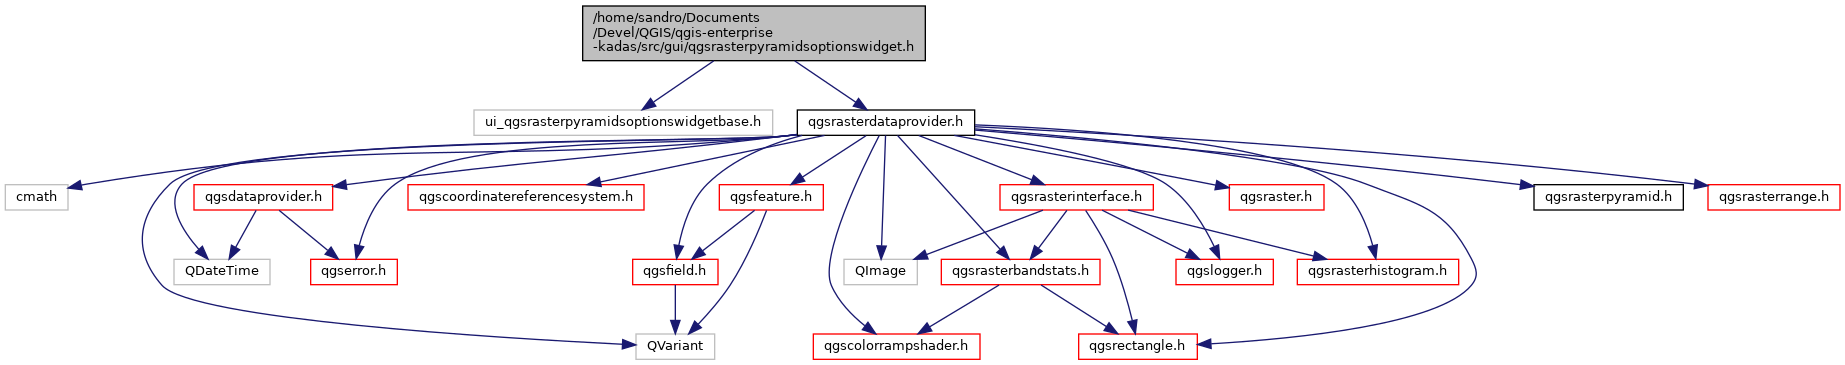 /home/sandro/Documents
/Devel/QGIS/qgis-enterprise
-kadas/src/gui/qgsrasterpyramidsoptionswidget.h
ui_qgsrasterpyramidsoptionswidgetbase.h
qgsrasterdataprovider.h
cmath
qgsdataprovider.h
qgscoordinatereferencesystem.h
qgsfeature.h
qgsrasterinterface.h
qgsraster.h
qgsrasterpyramid.h
qgsrasterrange.h
QDateTime
qgserror.h
qgsfield.h
QImage
qgsrasterbandstats.h
qgslogger.h
qgsrasterhistogram.h
QVariant
qgscolorrampshader.h
qgsrectangle.h